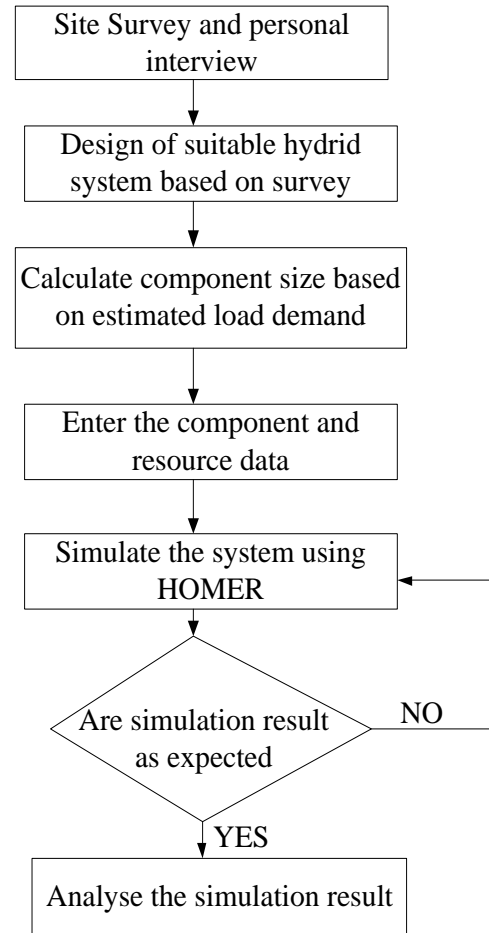 Site Survey and personal
interview
Design of suitable hydrid
system based on survey
Calculate component size based
on estimated load demand
Enter the component and
resource data
Simulate the system using
HOMER
Are simulation result
as expected
NO
YES
Analyse the simulation result